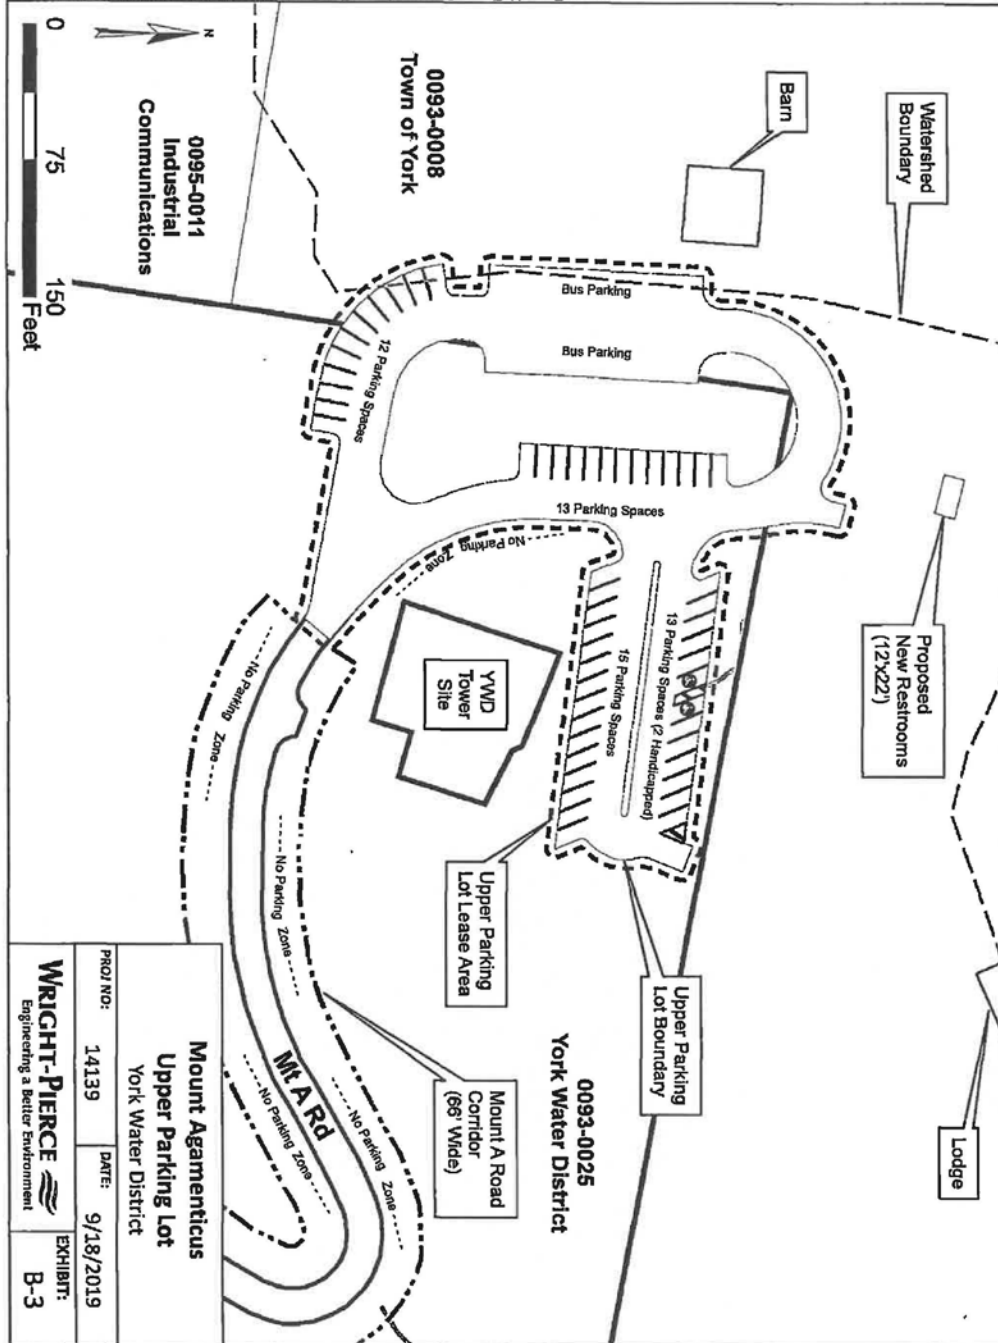 Watershed
Boundary
Barn
0093-0008
Town of York
N
0095-0011
Industrial
Communications
0
75
150
Feet
Bus Parking
Bus Parking
12 Parking Spaces
13 Parking Spaces
No Parking
Zone
Proposed
New Restrooms
(12'x22')
13 Parking Spaces (2 Handicapped)
15 Parking Spaces
YWD
Tower
Site
No Parking Zone
No Parking Zone
Upper Parking
Lot Lease Area
Upper Parking
Lot Boundary
Lodge
0093-0025
York Water District
Mount A Road
Corridor
(66' Wide)
Mt A Rd
No Parking Zone
No Parking Zone
Mount Agamenticus
Upper Parking Lot
York Water District
PROJ NO:
14139
DATE:
9/18/2019
WRIGHT-PIERCE
Engineering a Better Environment
EXHIBIT:
B-3